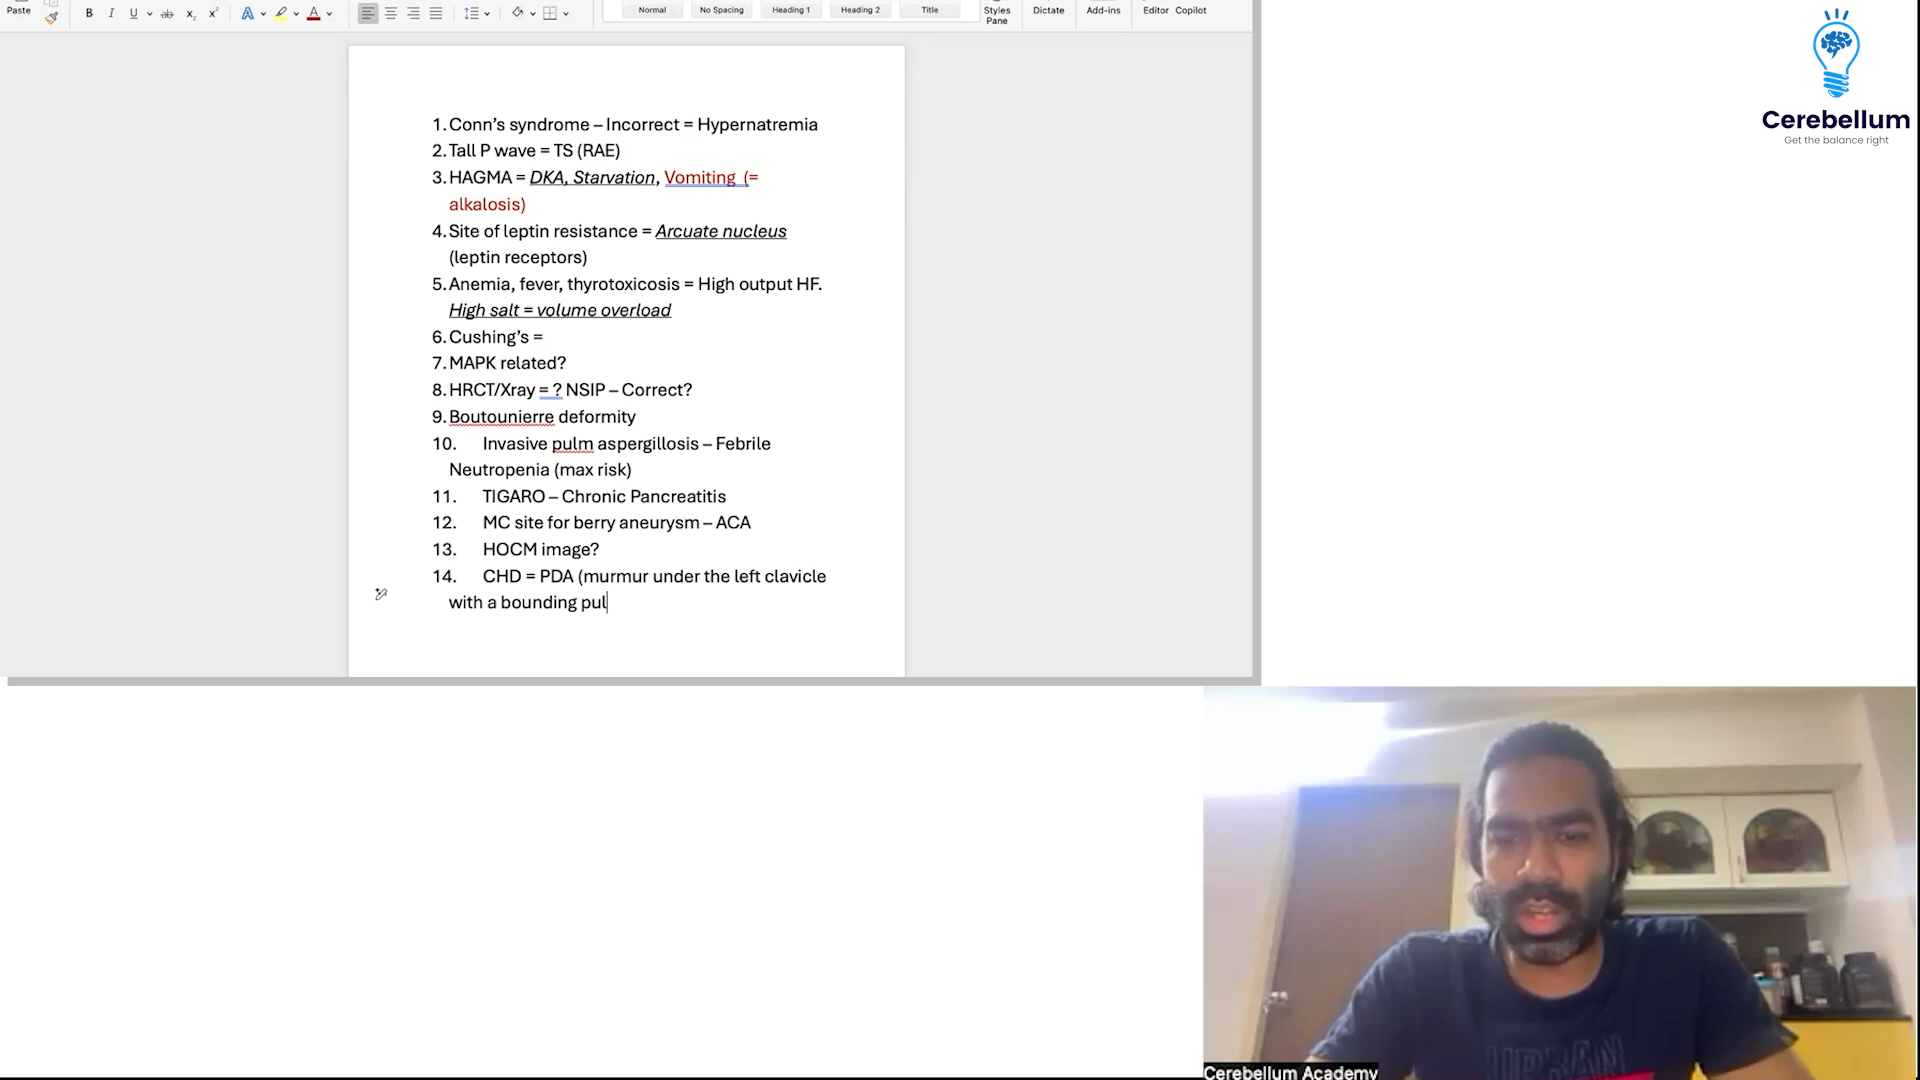 Paste
B I U ab x₂ x² A A
Normal No Spacing Heading 1 Heading 2 Title
Styles Pane
Dictate
Add-ins
Editor
Copilot
Cerebellum
Get the balance right
1. Conn's syndrome – Incorrect = Hypernatremia
2. Tall P wave = TS (RAE)
3. HAGMA = DKA, Starvation, Vomiting (=
alkalosis)
4. Site of leptin resistance = Arcuate nucleus
(leptin receptors)
5. Anemia, fever, thyrotoxicosis = High output HF.
High salt = volume overload
6. Cushing's =
7. MAPK related?
8. HRCT/Xray = ? NSIP – Correct?
9. Boutounierre deformity
10. Invasive pulm aspergillosis – Febrile
Neutropenia (max risk)
11. TIGARO – Chronic Pancreatitis
12. MC site for berry aneurysm – ACA
13. HOCM image?
14. CHD = PDA (murmur under the left clavicle
with a bounding pul
Cerebellum Academy